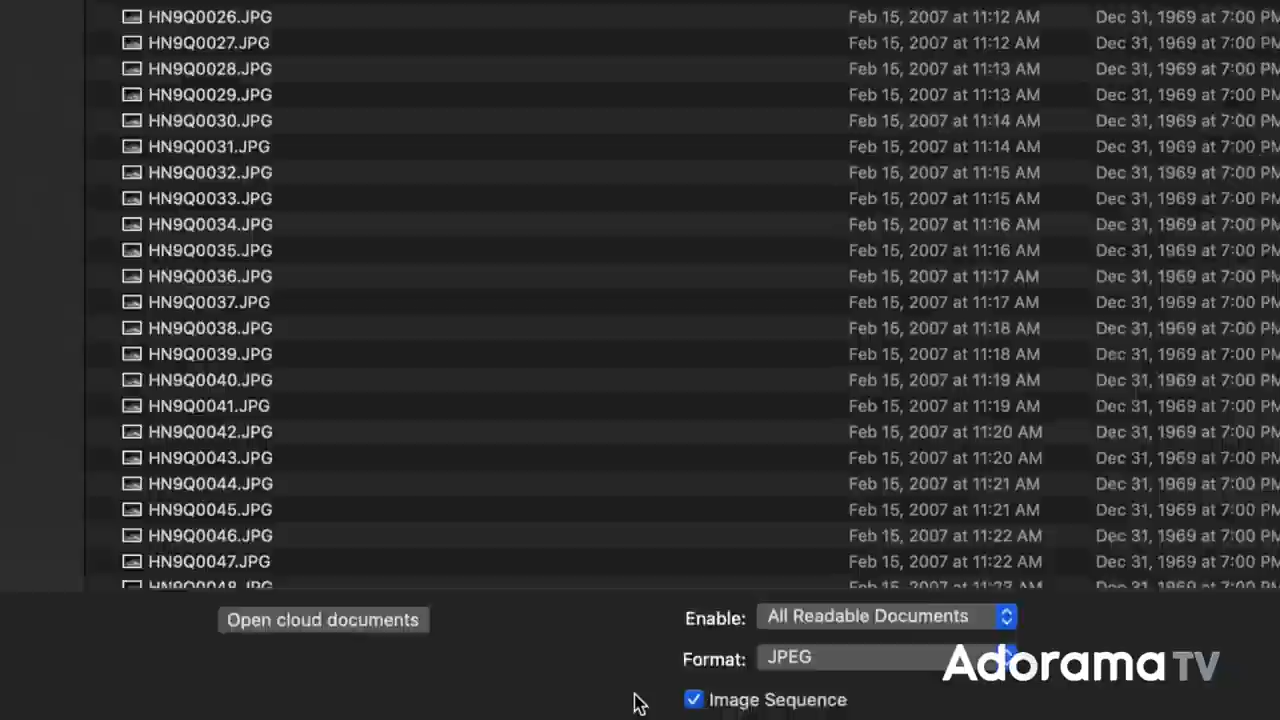 HN9Q0026.JPG Feb 15, 2007 at 11:12 AM Dec 31, 1969 at 7:00 PM
HN9Q0027.JPG Feb 15, 2007 at 11:12 AM Dec 31, 1969 at 7:00 PM
HN9Q0028.JPG Feb 15, 2007 at 11:13 AM Dec 31, 1969 at 7:00 PM
HN9Q0029.JPG Feb 15, 2007 at 11:13 AM Dec 31, 1969 at 7:00 PM
HN9Q0030.JPG Feb 15, 2007 at 11:14 AM Dec 31, 1969 at 7:00 PM
HN9Q0031.JPG Feb 15, 2007 at 11:14 AM Dec 31, 1969 at 7:00 PM
HN9Q0032.JPG Feb 15, 2007 at 11:15 AM Dec 31, 1969 at 7:00 PM
HN9Q0033.JPG Feb 15, 2007 at 11:15 AM Dec 31, 1969 at 7:00 PM
HN9Q0034.JPG Feb 15, 2007 at 11:16 AM Dec 31, 1969 at 7:00 PM
HN9Q0035.JPG Feb 15, 2007 at 11:16 AM Dec 31, 1969 at 7:00 PM
HN9Q0036.JPG Feb 15, 2007 at 11:17 AM Dec 31, 1969 at 7:00 PM
HN9Q0037.JPG Feb 15, 2007 at 11:17 AM Dec 31, 1969 at 7:00 PM
HN9Q0038.JPG Feb 15, 2007 at 11:18 AM Dec 31, 1969 at 7:00 PM
HN9Q0039.JPG Feb 15, 2007 at 11:18 AM Dec 31, 1969 at 7:00 PM
HN9Q0040.JPG Feb 15, 2007 at 11:19 AM Dec 31, 1969 at 7:00 PM
HN9Q0041.JPG Feb 15, 2007 at 11:19 AM Dec 31, 1969 at 7:00 PM
HN9Q0042.JPG Feb 15, 2007 at 11:20 AM Dec 31, 1969 at 7:00 PM
HN9Q0043.JPG Feb 15, 2007 at 11:20 AM Dec 31, 1969 at 7:00 PM
HN9Q0044.JPG Feb 15, 2007 at 11:21 AM Dec 31, 1969 at 7:00 PM
HN9Q0045.JPG Feb 15, 2007 at 11:21 AM Dec 31, 1969 at 7:00 PM
HN9Q0046.JPG Feb 15, 2007 at 11:22 AM Dec 31, 1969 at 7:00 PM
HN9Q0047.JPG Feb 15, 2007 at 11:22 AM Dec 31, 1969 at 7:00 PM
HN9Q0048.JPG Feb 15, 2007 at 11:23 AM Dec 31, 1969 at 7:00 PM
Open cloud documents
Enable: All Readable Documents
Format: JPEG
Adorama TV
Image Sequence